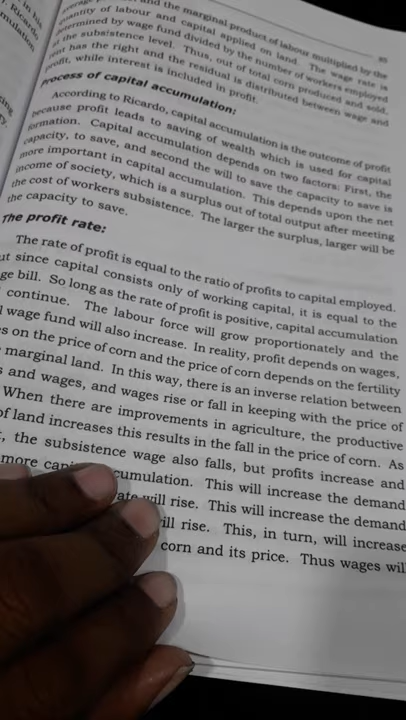 in his
. Ricardo
mulation
and the marginal product of labour multiplied by the
quantity of labour and capital applied on land. The wage rate is
determined by wage fund divided by the number of workers employed
at the subsistence level. Thus, out of total corn produced and sold,
has the right and the residual is distributed between wage and
profit, while interest is included in profit.
process of capital accumulation:
According to Ricardo, capital accumulation is the outcome of profit
because profit leads to saving of wealth which is used for capital
formation. Capital accumulation depends on two factors: First, the
capacity, to save, and second the will to save the capacity to save is
more important in capital accumulation. This depends upon the net
income of society, which is a surplus out of total output after meeting
the cost of workers subsistence. The larger the surplus, larger will be
the capacity to save.
The profit rate:
The rate of profit is equal to the ratio of profits to capital employed.
ut since capital consists only of working capital, it is equal to the
ge bill. So long as the rate of profit is positive, capital accumulation
continue. The labour force will grow proportionately and the
wage fund will also increase. In reality, profit depends on wages,
s on the price of corn and the price of corn depends on the fertility
marginal land. In this way, there is an inverse relation between
s and wages, and wages rise or fall in keeping with the price of
When there are improvements in agriculture, the productive
of land increases this results in the fall in the price of corn. As
, the subsistence wage also falls, but profits increase and
more capi cumulation. This will increase the demand
ate will rise. This will increase the demand
ill rise. This, in turn, will increase
corn and its price. Thus wages will